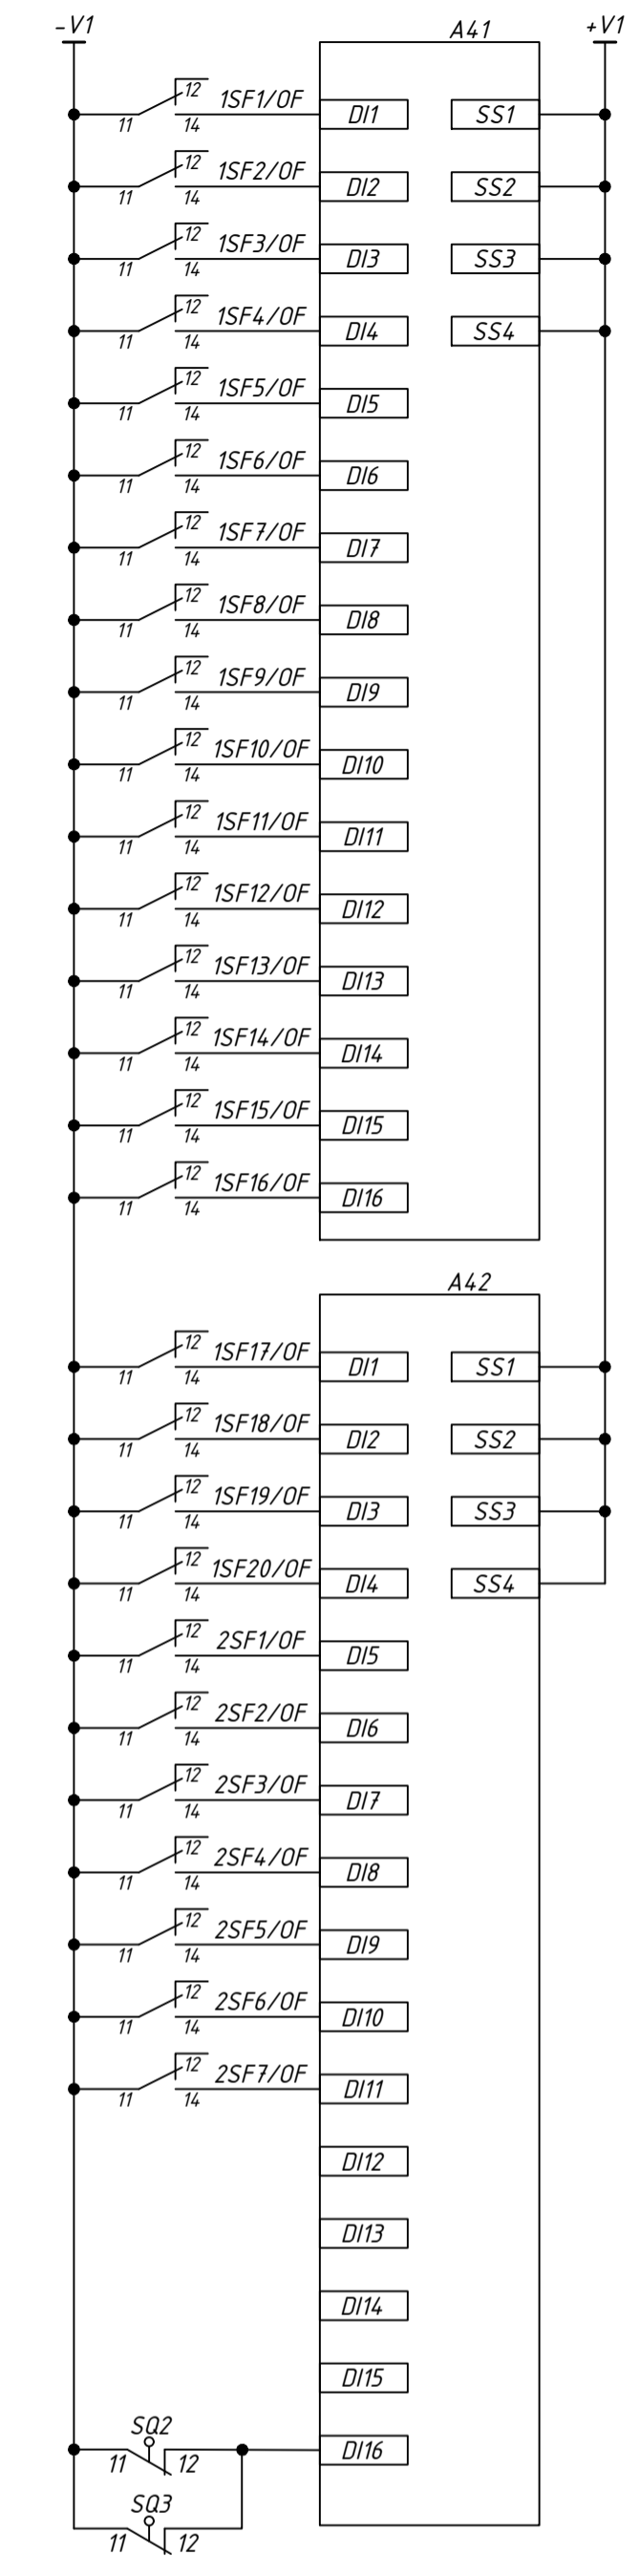 -V1 A41 +V1
12 1SF1/OF
11 14 DI1 SS1
12 1SF2/OF
11 14 DI2 SS2
12 1SF3/OF
11 14 DI3 SS3
12 1SF4/OF
11 14 DI4 SS4
12 1SF5/OF
11 14 DI5
12 1SF6/OF
11 14 DI6
12 1SF7/OF
11 14 DI7
12 1SF8/OF
11 14 DI8
12 1SF9/OF
11 14 DI9
12 1SF10/OF
11 14 DI10
12 1SF11/OF
11 14 DI11
12 1SF12/OF
11 14 DI12
12 1SF13/OF
11 14 DI13
12 1SF14/OF
11 14 DI14
12 1SF15/OF
11 14 DI15
12 1SF16/OF
11 14 DI16
A42
12 1SF17/OF
11 14 DI1 SS1
12 1SF18/OF
11 14 DI2 SS2
12 1SF19/OF
11 14 DI3 SS3
12 1SF20/OF
11 14 DI4 SS4
12 2SF1/OF
11 14 DI5
12 2SF2/OF
11 14 DI6
12 2SF3/OF
11 14 DI7
12 2SF4/OF
11 14 DI8
12 2SF5/OF
11 14 DI9
12 2SF6/OF
11 14 DI10
12 2SF7/OF
11 14 DI11
DI12
DI13
DI14
DI15
SQ2
11 12 DI16
SQ3
11 12